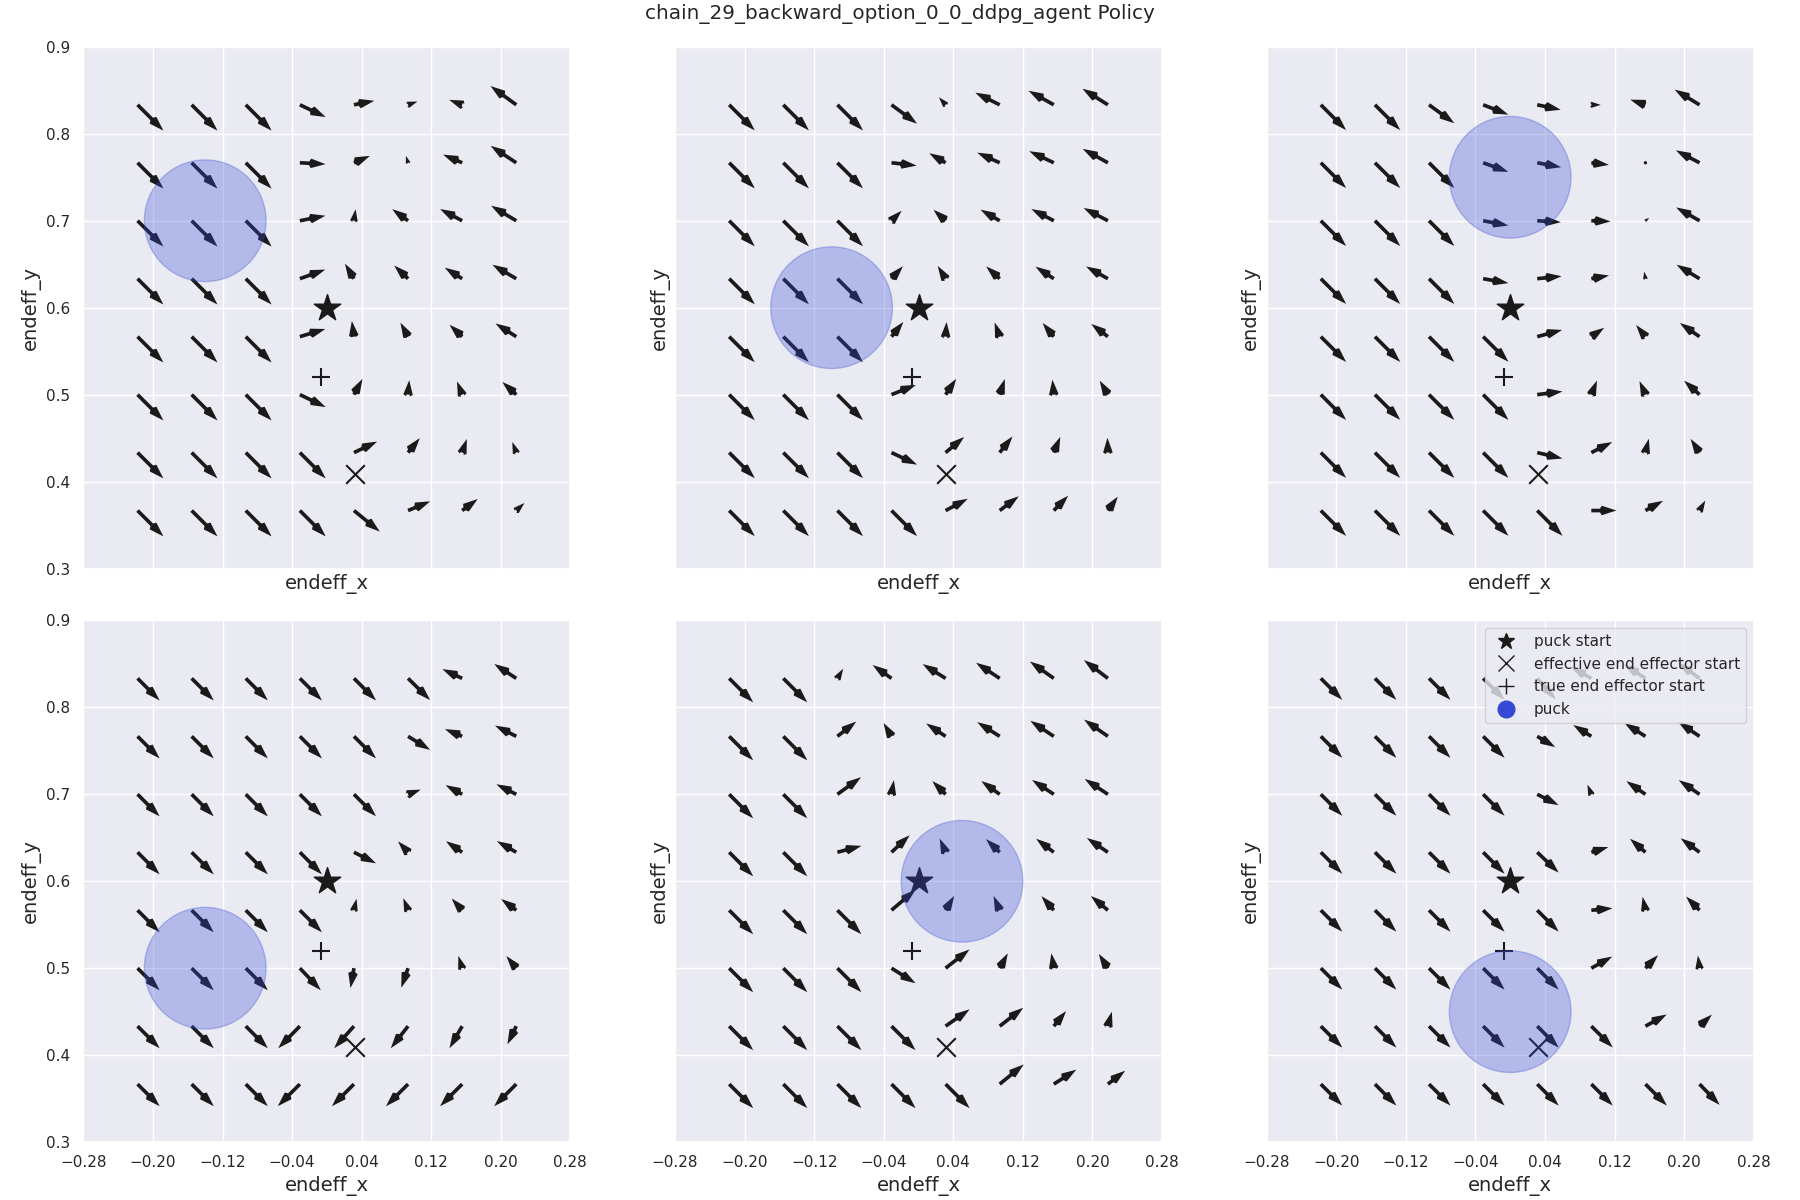 chain_29_backward_option_0_0_ddpg_agent Policy
0.9
0.8
0.7
0.6
0.5
0.4
0.3
endeff_y
endeff_x
endeff_y
endeff_x
endeff_y
endeff_x
0.9
0.8
0.7
0.6
0.5
0.4
0.3
endeff_y
−0.28 −0.20 −0.12 −0.04 0.04 0.12 0.20 0.28
endeff_x
endeff_y
−0.28 −0.20 −0.12 −0.04 0.04 0.12 0.20 0.28
endeff_x
puck start
effective end effector start
true end effector start
puck
endeff_y
−0.28 −0.20 −0.12 −0.04 0.04 0.12 0.20 0.28
endeff_x